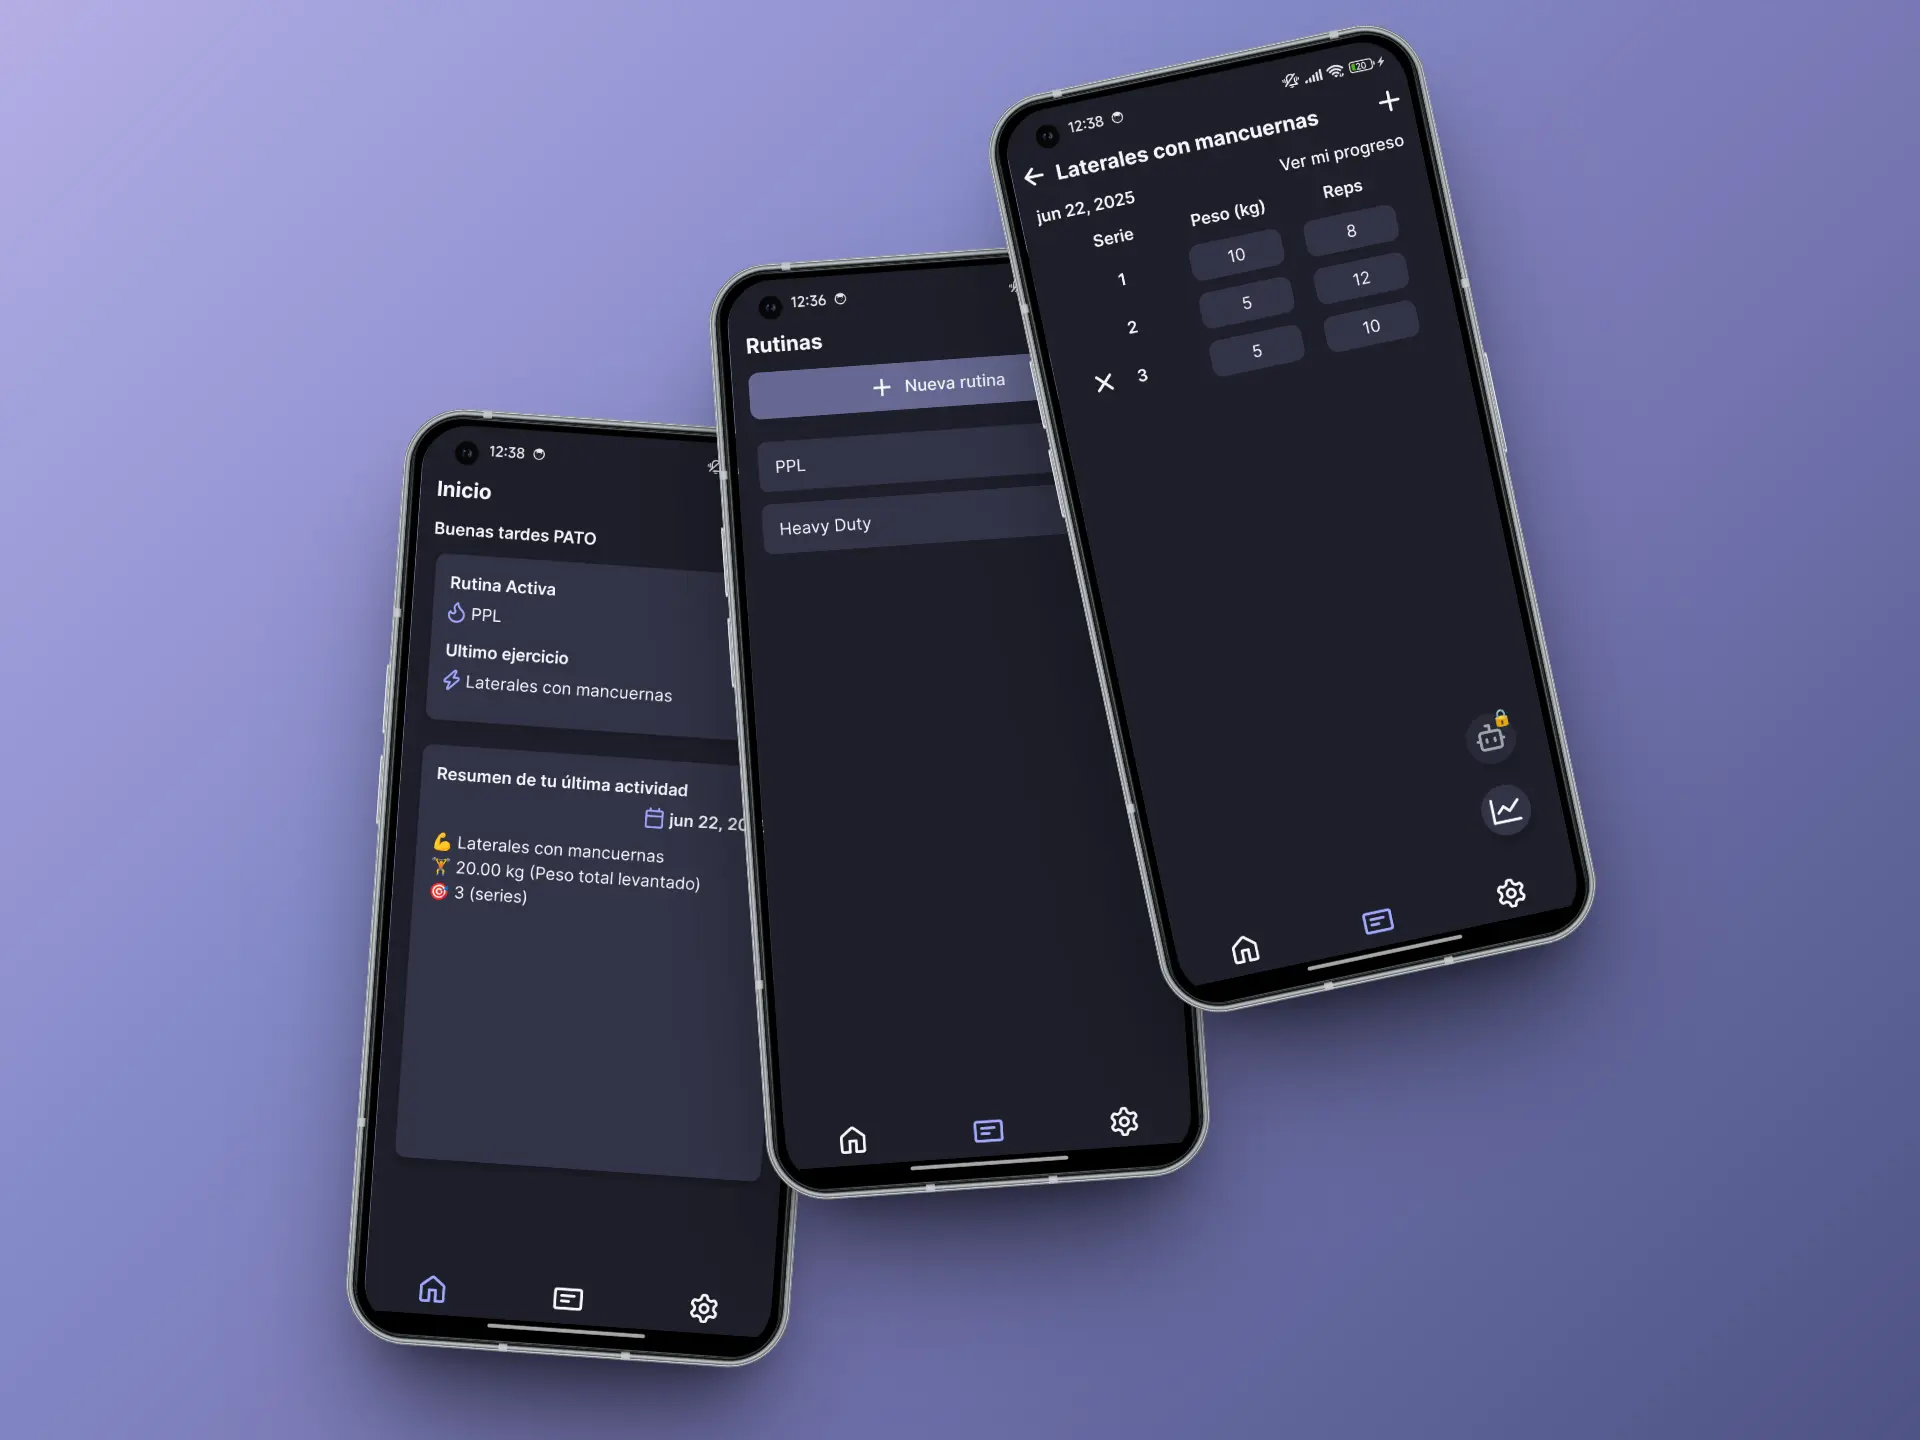 12:38
Inicio
Buenas tardes PATO
Rutina Activa
PPL
Ultimo ejercicio
Laterales con mancuernas
Resumen de tu última actividad
jun 22, 20
Laterales con mancuernas
20.00 kg (Peso total levantado)
3 (series)
12:36
Rutinas
+ Nueva rutina
PPL
Heavy Duty
12:38
20
Laterales con mancuernas
Ver mi progreso
jun 22, 2025
Serie Peso (kg) Reps
1 10 8
2 5 12
3 5 10